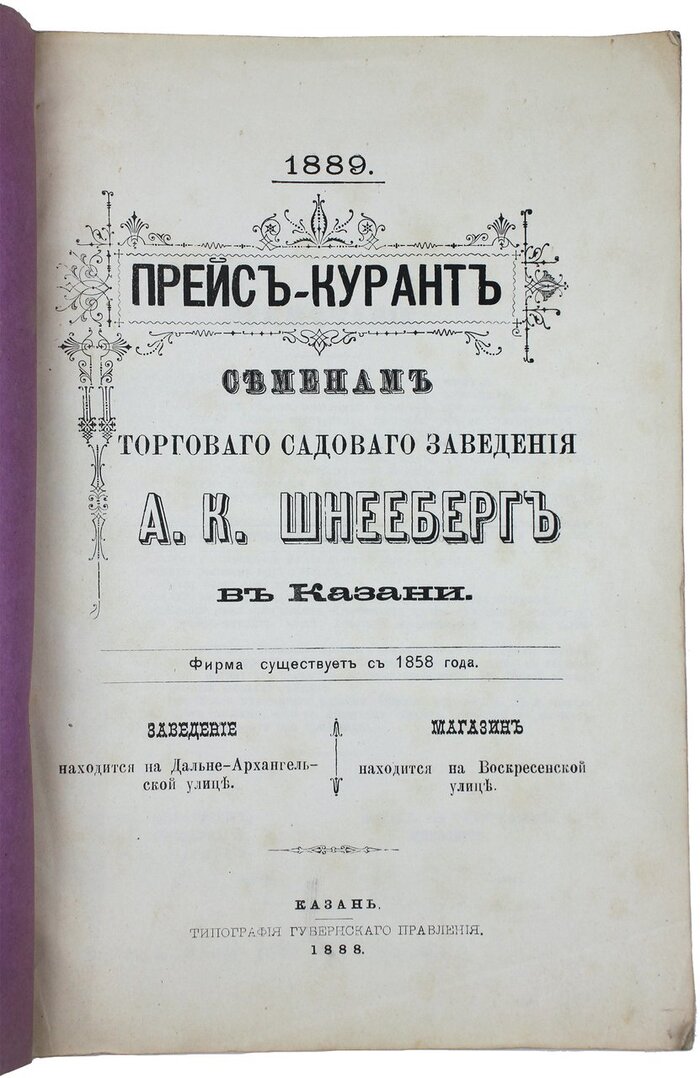 1889.
ПРЕЙСЪ-КУРАНТЪ
СѢМЕНАМЪ
ТОРГОВАГО САДОВАГО ЗАВЕДЕНІЯ
А. К. ШНЕЕБЕРГЪ
въ Казани.
Фирма существуетъ съ 1858 года.
ЗАВЕДЕНІЕ
находится на Дальне-Архангель-
ской улицѣ.
МАГАЗИНЪ
находится на Воскресенской
улицѣ.
КАЗАНЬ.
ТИПОГРАФІЯ ГУБЕРНСКАГО ПРАВЛЕНІЯ.
1888.